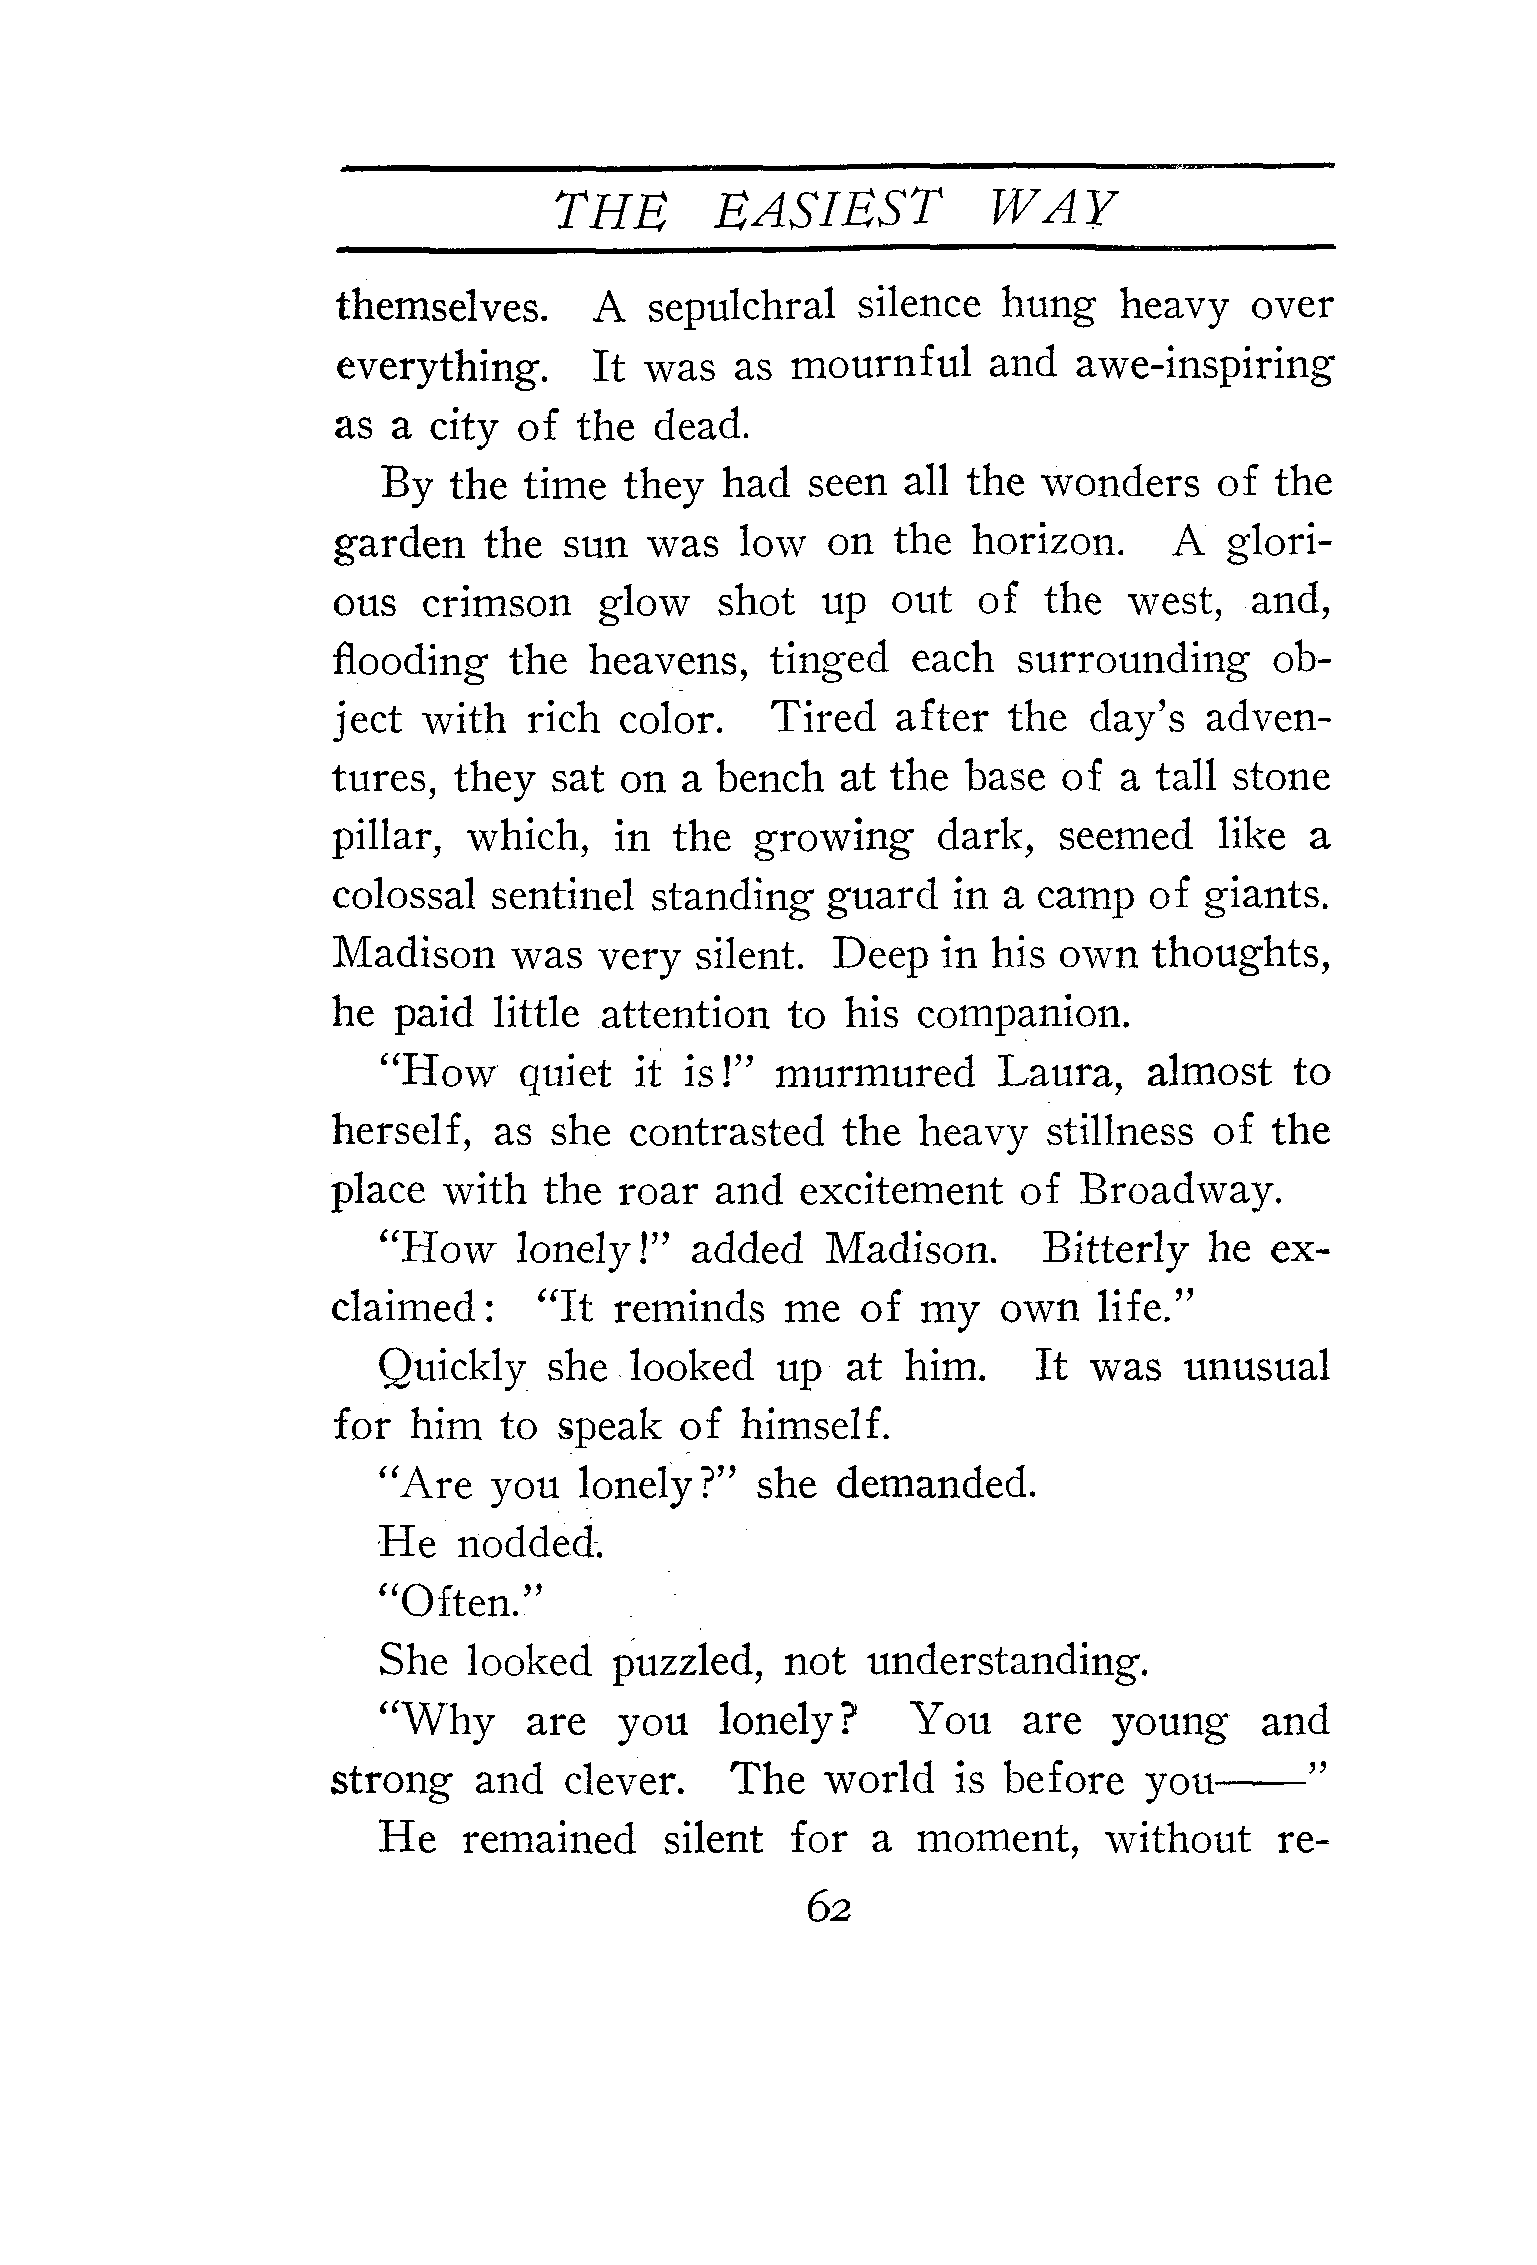 THE EASIEST WAY
themselves. A sepulchral silence hung heavy over
everything. It was as mournful and awe-inspiring
as a city of the dead.
By the time they had seen all the wonders of the
garden the sun was low on the horizon. A glori-
ous crimson glow shot up out of the west, and,
flooding the heavens, tinged each surrounding ob-
ject with rich color. Tired after the day's adven-
tures, they sat on a bench at the base of a tall stone
pillar, which, in the growing dark, seemed like a
colossal sentinel standing guard in a camp of giants.
Madison was very silent. Deep in his own thoughts,
he paid little attention to his companion.
"How quiet it is!" murmured Laura, almost to
herself, as she contrasted the heavy stillness of the
place with the roar and excitement of Broadway.
"How lonely!" added Madison. Bitterly he ex-
claimed: "It reminds me of my own life."
Quickly she looked up at him. It was unusual
for him to speak of himself.
"Are you lonely?" she demanded.
He nodded.
"Often."
She looked puzzled, not understanding.
"Why are you lonely? You are young and
strong and clever. The world is before you——"
He remained silent for a moment, without re-
62